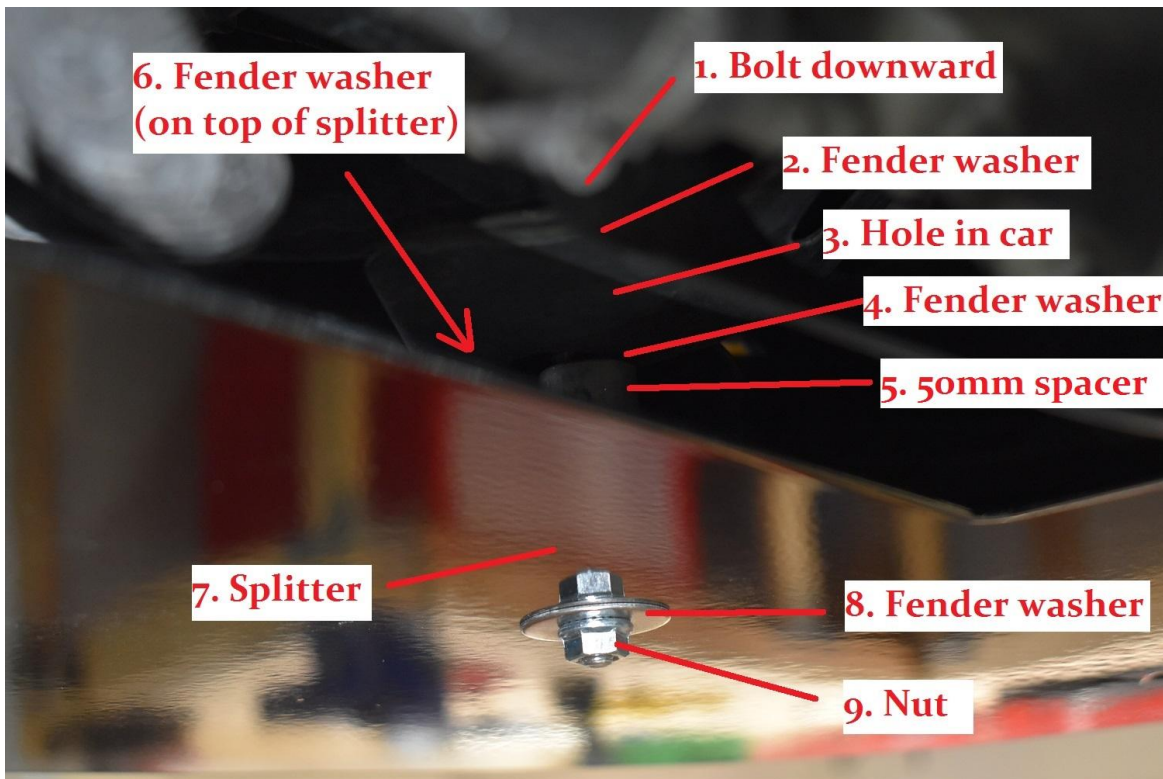 6. Fender washer
(on top of splitter)
1. Bolt downward
2. Fender washer
3. Hole in car
4. Fender washer
5. 50mm spacer
7. Splitter
8. Fender washer
9. Nut